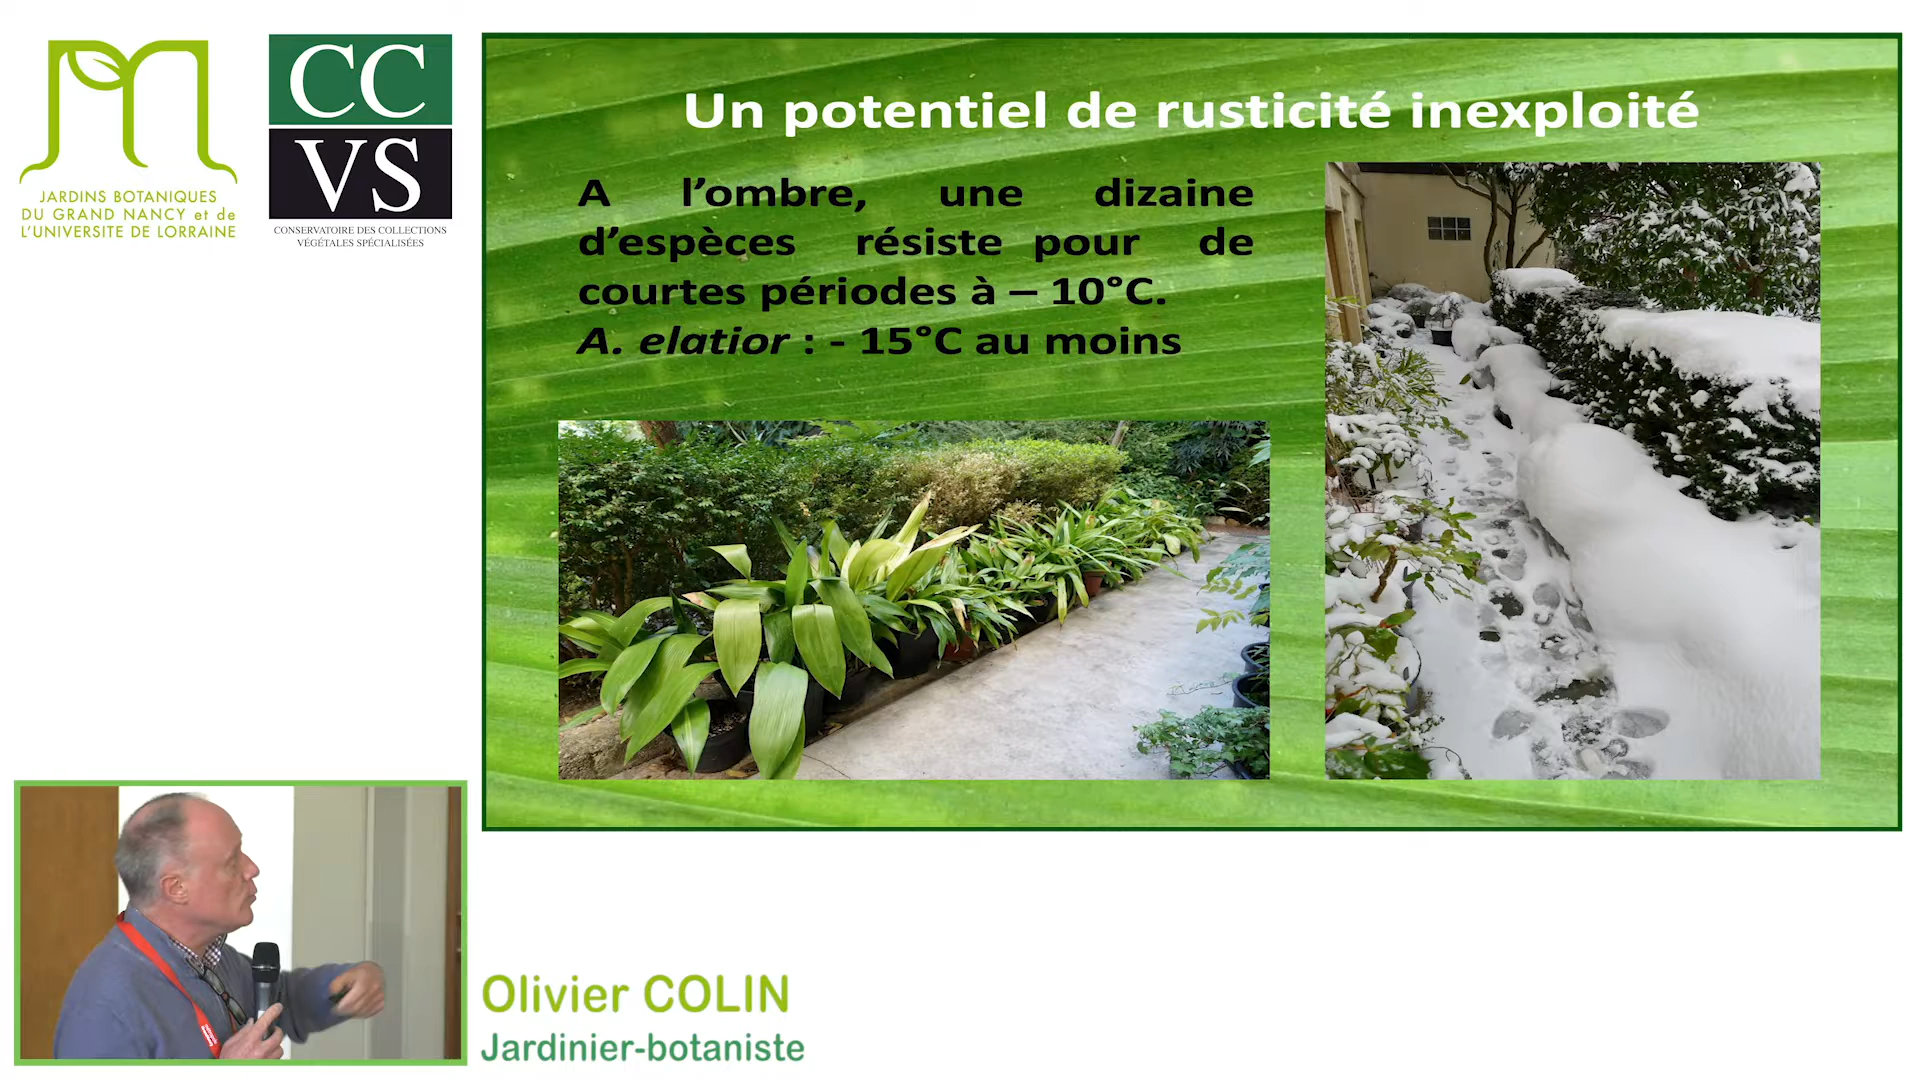 JARDINS BOTANIQUES
DU GRAND NANCY et de
L'UNIVERSITE DE LORRAINE
CC
VS
CONSERVATOIRE DES COLLECTIONS
VÉGÉTALES SPÉCIALISÉES
Un potentiel de rusticité inexploité
A l’ombre, une dizaine
d’espèces résiste pour de
courtes périodes à – 10°C.
A. elatior : - 15°C au moins
Olivier COLIN
Jardinier-botaniste